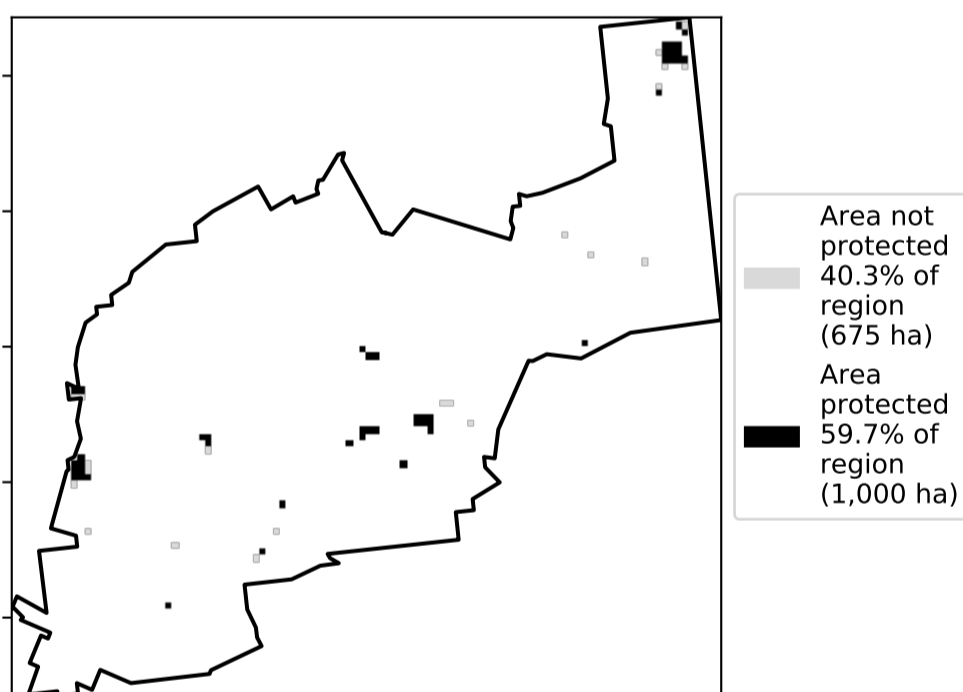 Area not
protected
40.3% of
region
(675 ha)
Area
protected
59.7% of
region
(1,000 ha)